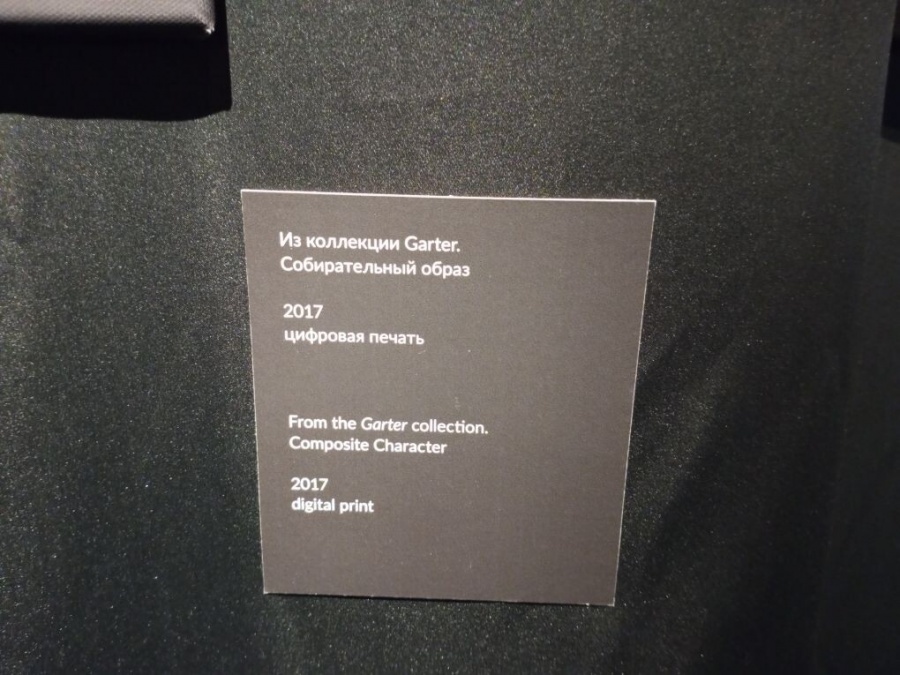 Из коллекции Garter.
Собирательный образ
2017
цифровая печать
From the Garter collection.
Composite Character
2017
digital print